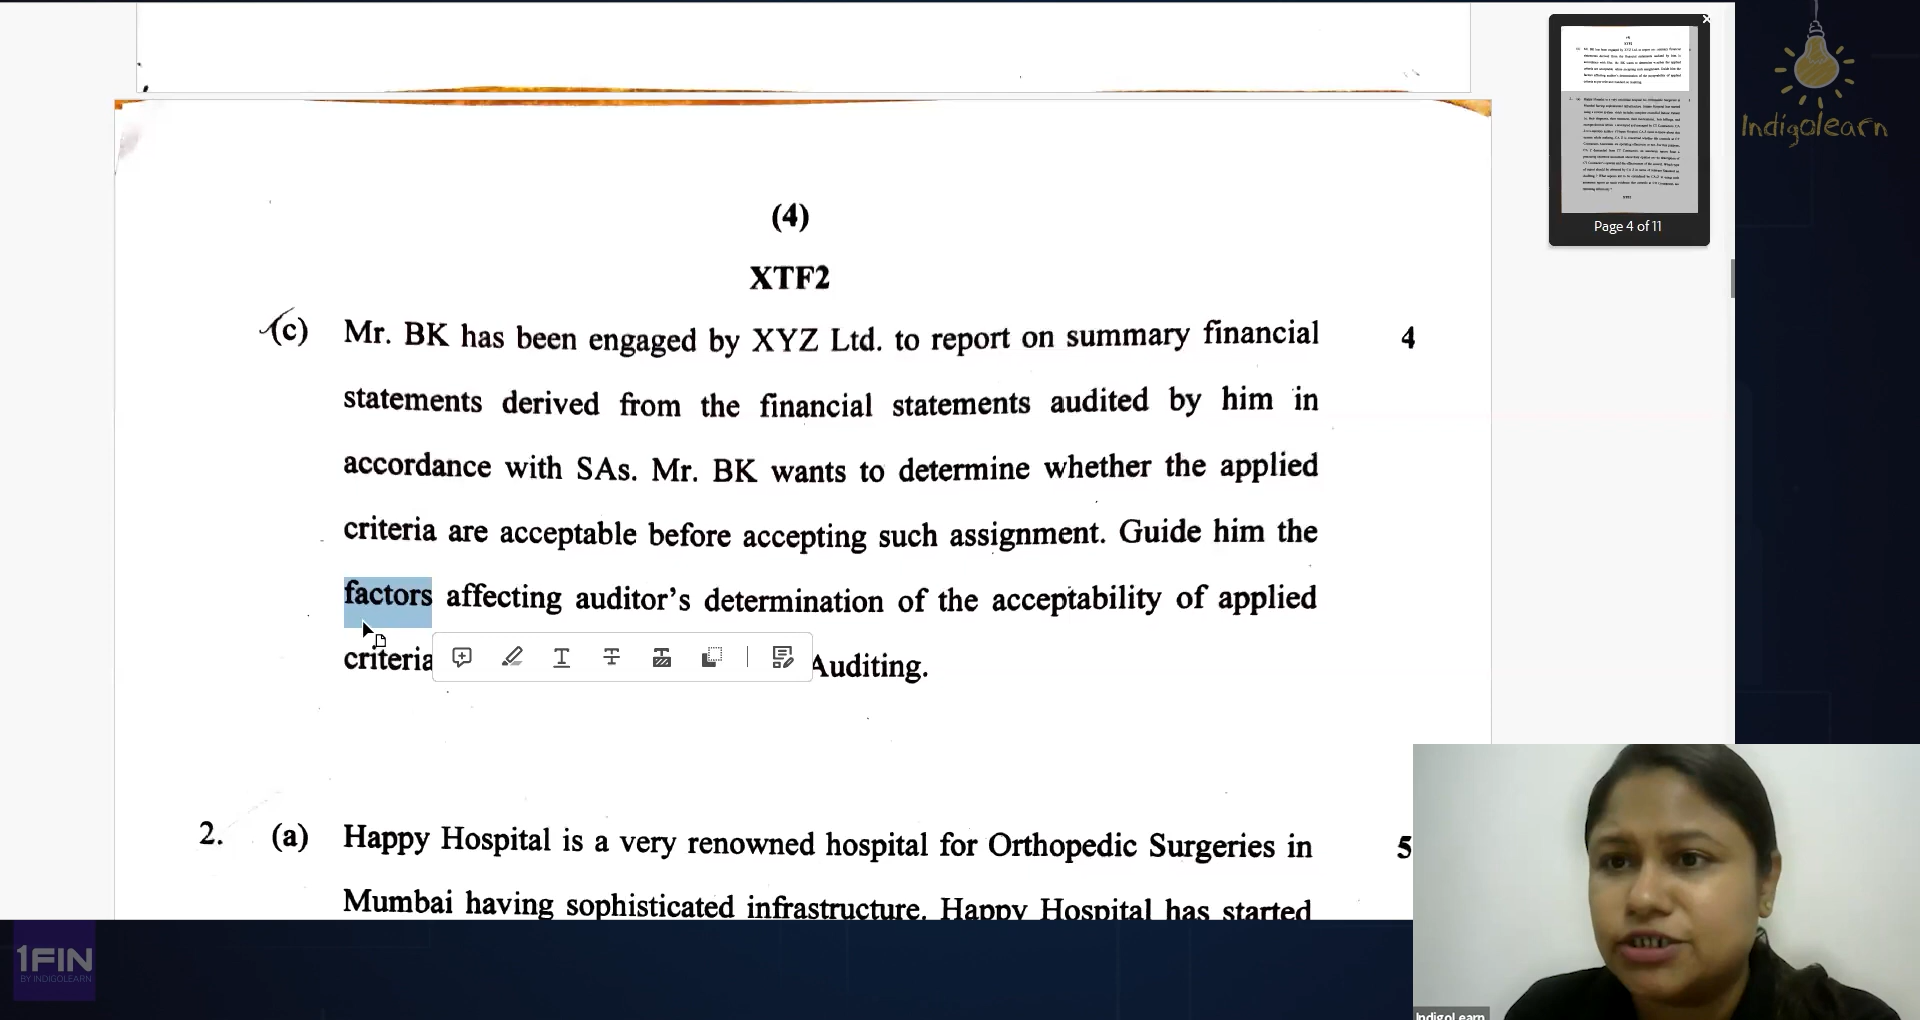 (4)
XTF2
(c) Mr. BK has been engaged by XYZ Ltd. to report on summary financial 4
statements derived from the financial statements audited by him in
accordance with SAs. Mr. BK wants to determine whether the applied
criteria are acceptable before accepting such assignment. Guide him the
factors affecting auditor's determination of the acceptability of applied
criteria Auditing.
2. (a) Happy Hospital is a very renowned hospital for Orthopedic Surgeries in 5
Mumbai having sophisticated infrastructure. Happy Hospital has started
Page 4 of 11
Indigolearn
1FIN
BY INDIGOLEARN
IndigoLearn